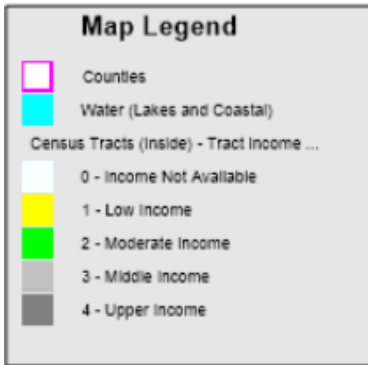 Map Legend
Counties
Water (Lakes and Coastal)
Census Tracts (Inside) - Tract Income ...
0 - Income Not Available
1 - Low Income
2 - Moderate Income
3 - Middle Income
4 - Upper Income